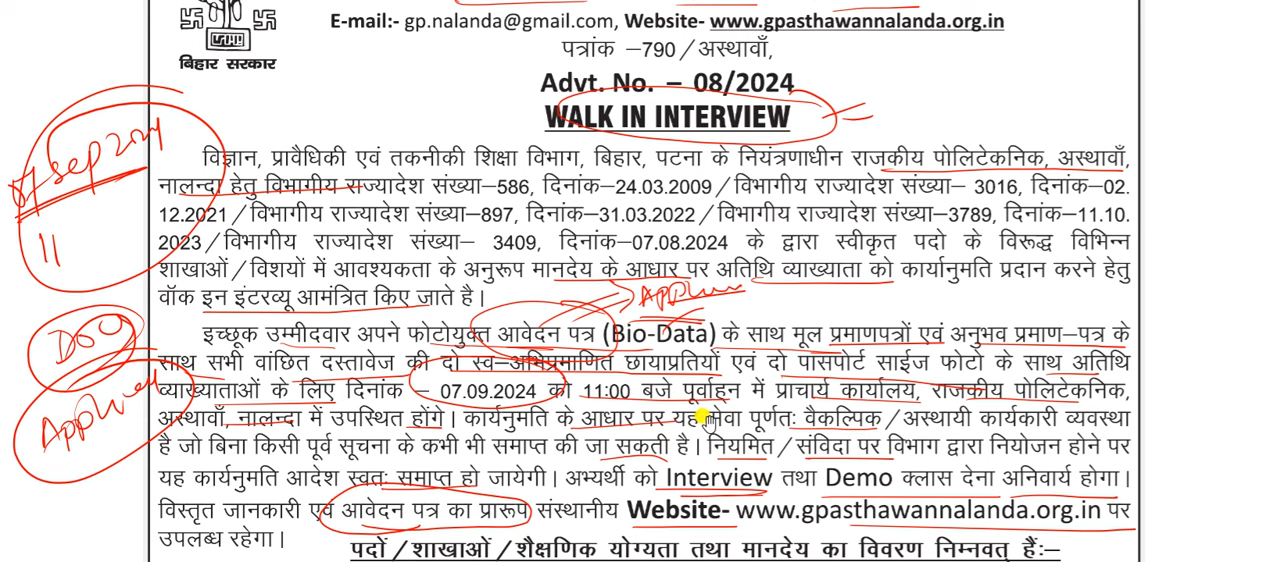 E-mail:- gp.nalanda@gmail.com, Website- www.gpasthawannalanda.org.in
पत्रांक –790/अस्थावाँ,
बिहार सरकार
Advt. No. – 08/2024
WALK IN INTERVIEW
07 Sep 2024
11
विज्ञान, प्रावैधिकी एवं तकनीकी शिक्षा विभाग, बिहार, पटना के नियंत्रणाधीन राजकीय पोलिटेकनिक, अस्थावाँ,
नालन्दा हेतु विभागीय राज्यादेश संख्या–586, दिनांक–24.03.2009/विभागीय राज्यादेश संख्या– 3016, दिनांक–02.
12.2021/विभागीय राज्यादेश संख्या–897, दिनांक–31.03.2022/विभागीय राज्यादेश संख्या–3789, दिनांक–11.10.
2023/विभागीय राज्यादेश संख्या– 3409, दिनांक–07.08.2024 के द्वारा स्वीकृत पदो के विरूद्ध विभिन्न
शाखाओं/विशयों में आवश्यकता के अनुरूप मानदेय के आधार पर अतिथि व्याख्याता को कार्यानुमति प्रदान करने हेतु
वॉक इन इंटरव्यू आमंत्रित किए जाते है।
इच्छूक उम्मीदवार अपने फोटोयुक्त आवेदन पत्र (Bio-Data) के साथ मूल प्रमाणपत्रों एवं अनुभव प्रमाण–पत्र के
साथ सभी वांछित दस्तावेज की दो स्व–अभिप्रमाणित छायाप्रतियों एवं दो पासपोर्ट साईज फोटो के साथ अतिथि
व्याख्याताओं के लिए दिनांक – 07.09.2024 को 11:00 बजे पूर्वाहन में प्राचार्य कार्यालय, राजकीय पोलिटेकनिक,
अस्थावाँ, नालन्दा में उपस्थित होंगे। कार्यानुमति के आधार पर यह सेवा पूर्णतः वैकल्पिक/अस्थायी कार्यकारी व्यवस्था
है जो बिना किसी पूर्व सूचना के कभी भी समाप्त की जा सकती है। नियमित/संविदा पर विभाग द्वारा नियोजन होने पर
यह कार्यनुमति आदेश स्वतः समाप्त हो जायेगी। अभ्यर्थी को Interview तथा Demo क्लास देना अनिवार्य होगा।
विस्तृत जानकारी एवं आवेदन पत्र का प्रारूप संस्थानीय Website- www.gpasthawannalanda.org.in पर
उपलब्ध रहेगा।
पदों/शाखाओं/शैक्षणिक योग्यता तथा मानदेय का विवरण निम्नवत् हैं:–